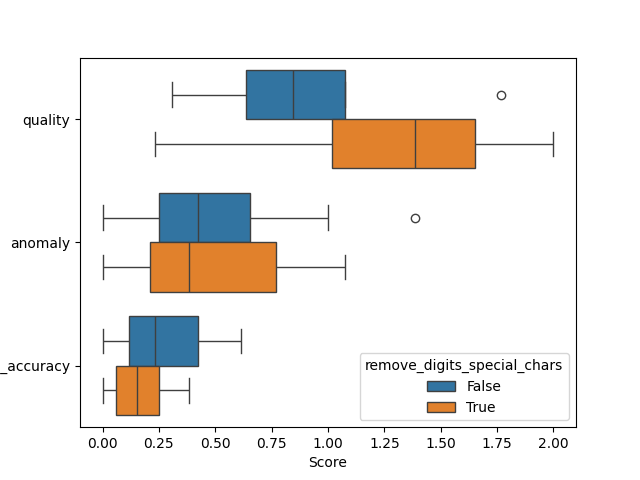 quality
anomaly
_accuracy
remove_digits_special_chars
False
True
0.00 0.25 0.50 0.75 1.00 1.25 1.50 1.75 2.00
Score